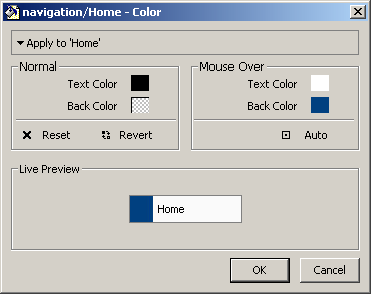 navigation/Home - Color
Apply to 'Home'
Normal
Text Color
Back Color
Reset Revert
Mouse Over
Text Color
Back Color
Auto
Live Preview
Home
OK Cancel